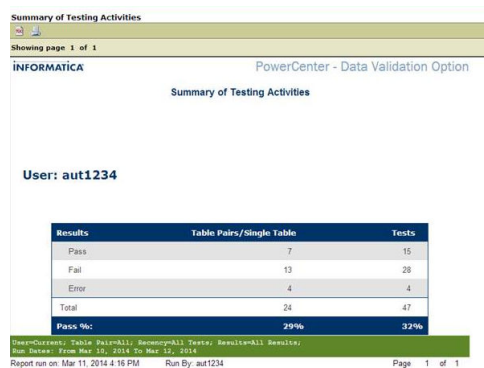 Summary of Testing Activities
Showing page 1 of 1
INFORMATICA
PowerCenter - Data Validation Option
Summary of Testing Activities
User: aut1234
Results Table Pairs/Single Table Tests
Pass 7 15
Fail 13 28
Error 4 4
Total 24 47
Pass %: 29% 32%
User=Current; Table Pair=All; Recency=All Tests; Results=All Results;
Run Dates: From Mar 10, 2014 To Mar 12, 2014
Report run on: Mar 11, 2014 4:16 PM Run By: aut1234 Page 1 of 1